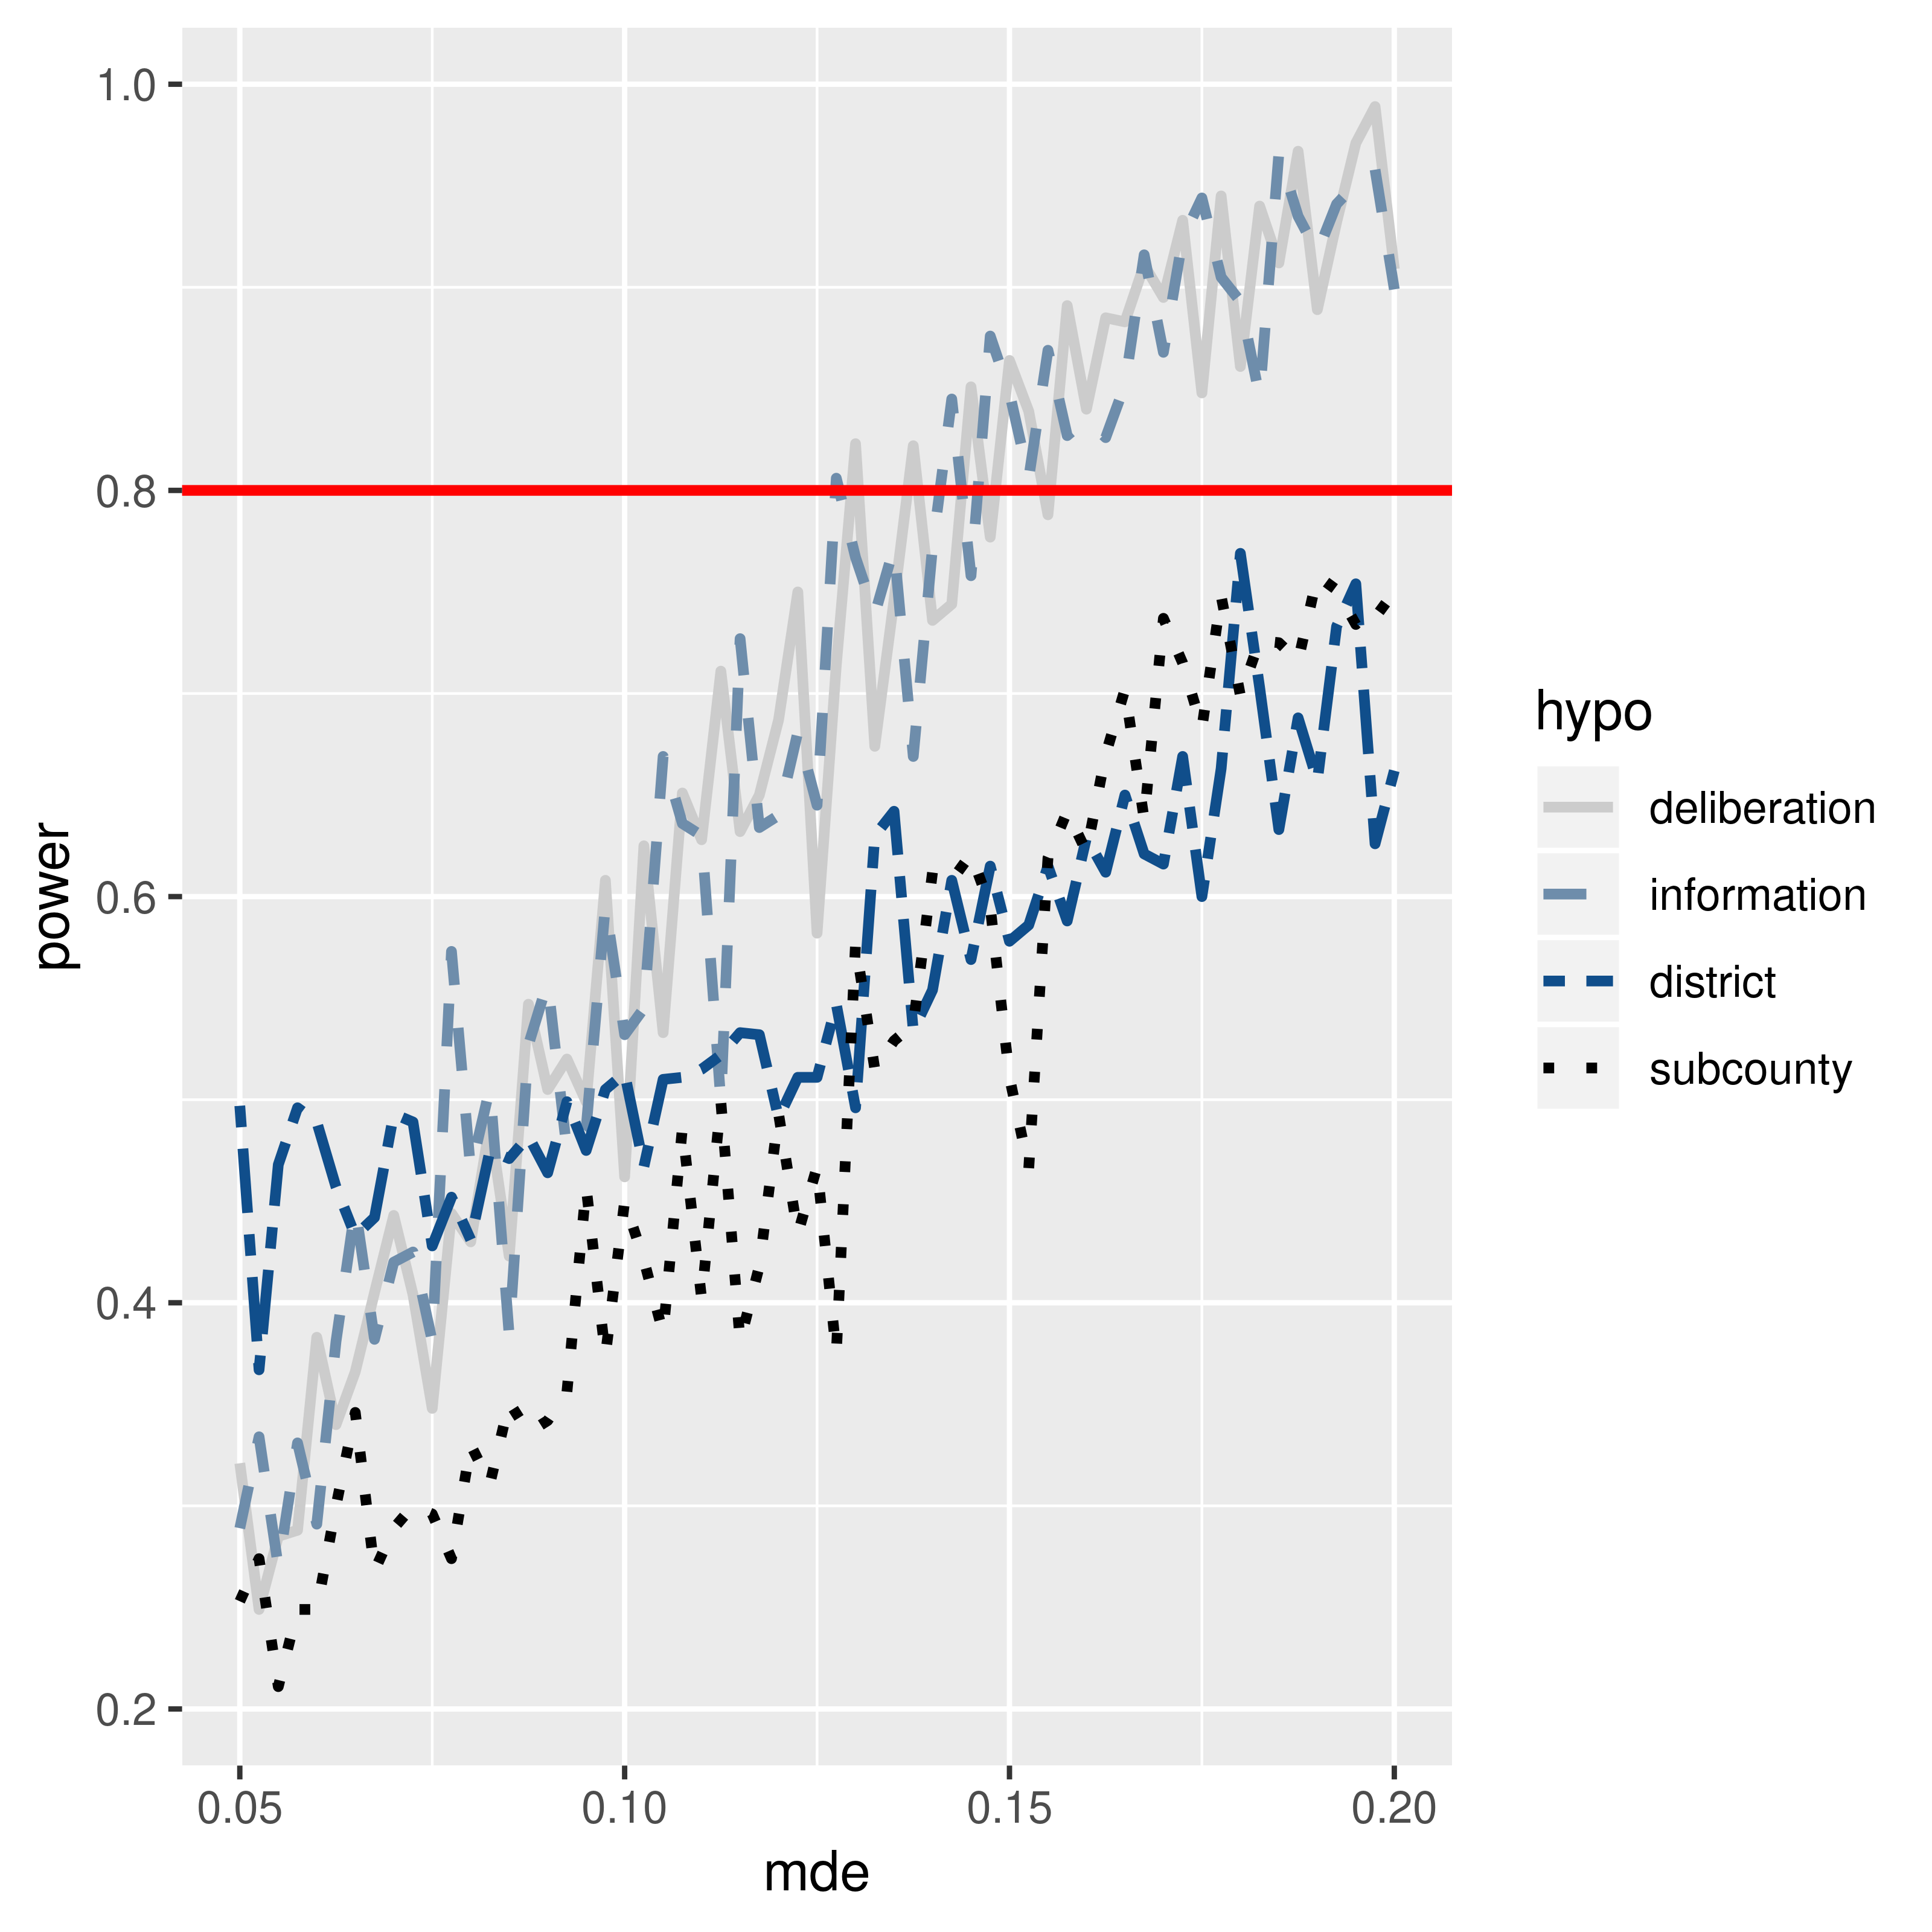 1.0
0.8
0.6
0.4
0.2
power
0.05 0.10 0.15 0.20
mde
hypo
deliberation
information
district
subcounty